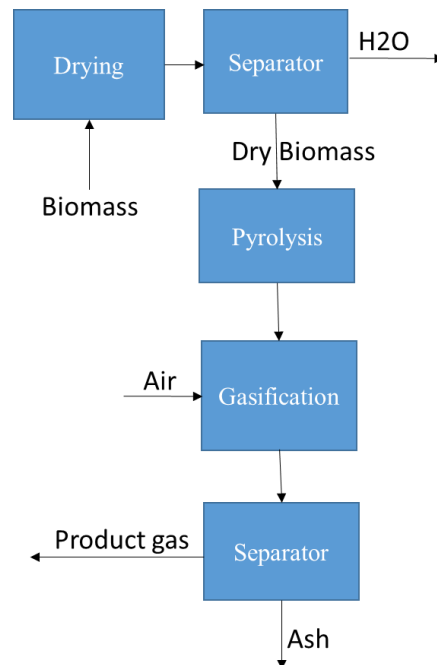 Drying
Separator
H2O
Biomass
Dry Biomass
Pyrolysis
Air
Gasification
Product gas
Separator
Ash